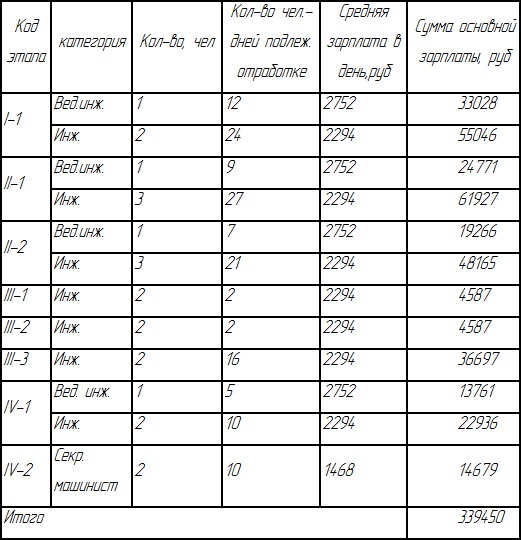 Код этапа категория Кол-во, чел Кол-во чел.-дней подлеж. отработке Средняя зарплата в день,руб Сумма основной зарплаты, руб
I-1 Вед.инж. 1 12 2752 33028
Инж. 2 24 2294 55046
II-1 Вед.инж. 1 9 2752 24771
Инж. 3 27 2294 61927
II-2 Вед.инж. 1 7 2752 19266
Инж. 3 21 2294 48165
III-1 Инж. 2 2 2294 4587
III-2 Инж. 2 2 2294 4587
III-3 Инж. 2 16 2294 36697
IV-1 Вед. инж. 1 5 2752 13761
Инж. 2 10 2294 22936
IV-2 Секр. машинист 2 10 1468 14679
Итого 339450